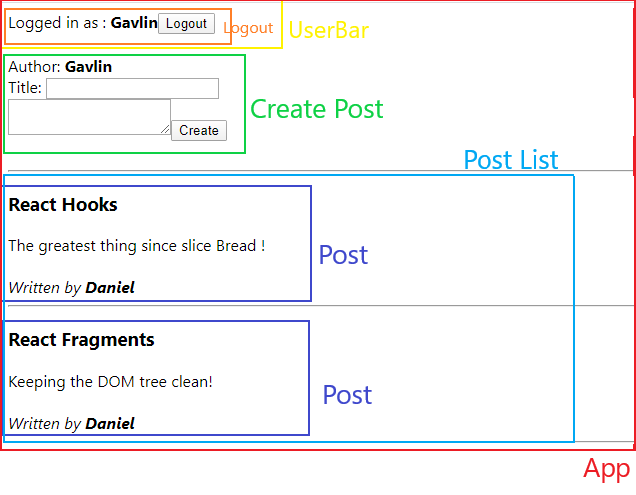 Logged in as : Gavlin Logout Logout UserBar
Author: Gavlin
Title:
Create Create Post
Post List
React Hooks
The greatest thing since slice Bread ! Post
Written by Daniel
React Fragments
Keeping the DOM tree clean! Post
Written by Daniel
App